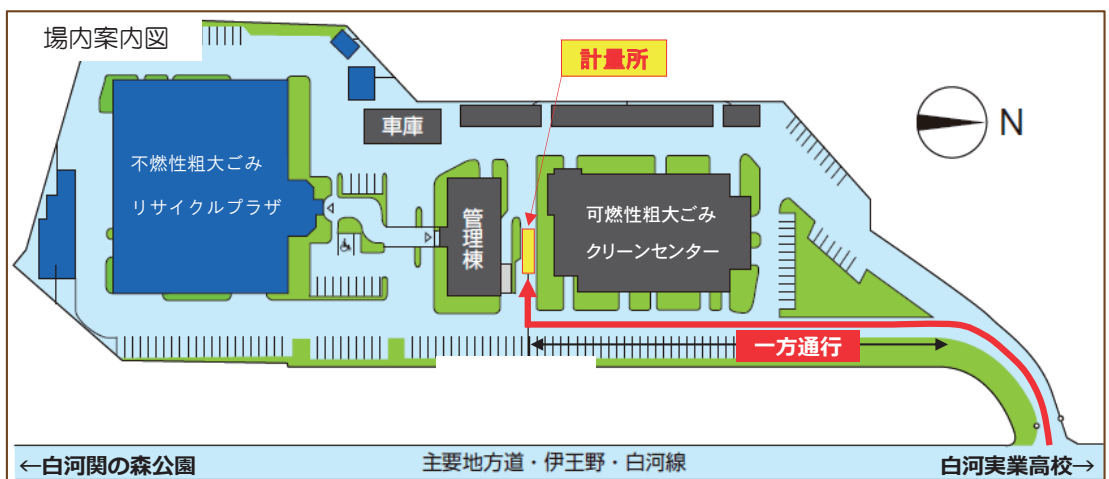 場内案内図
計量所
N
車庫
不燃性粗大ごみ
リサイクルプラザ
管理棟
可燃性粗大ごみ
クリーンセンター
一方通行
←白河関の森公園
主要地方道・伊王野・白河線
白河実業高校→